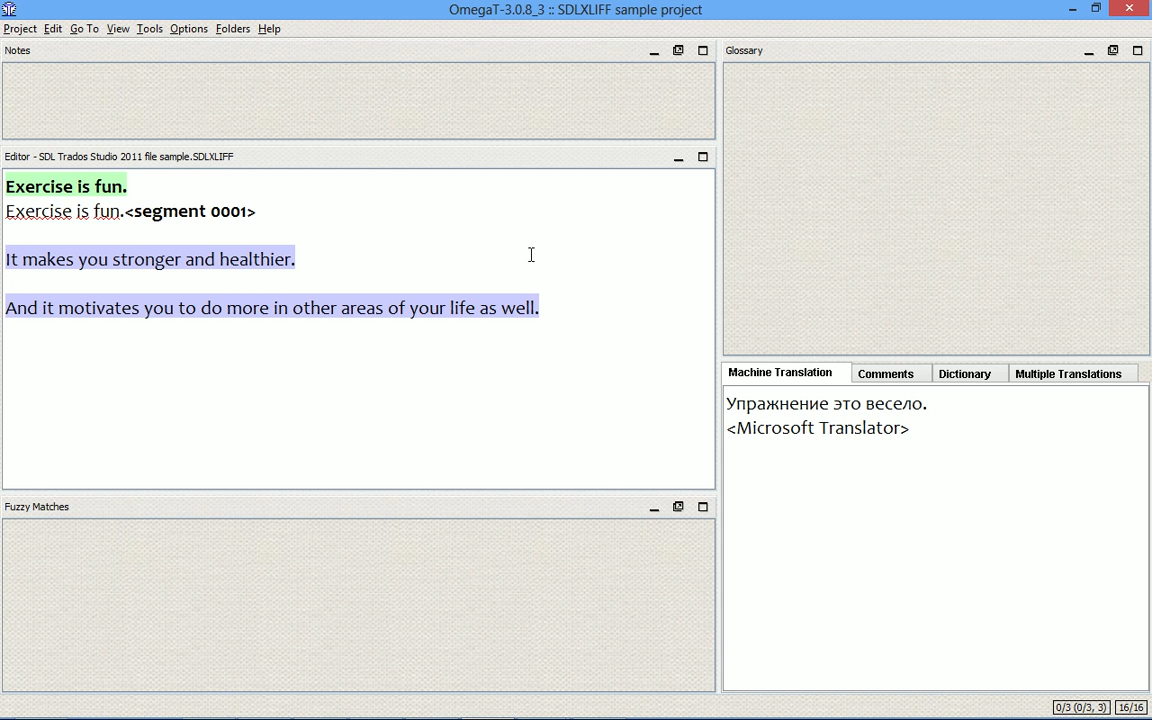 OmegaT-3.0.8_3 :: SDLXLIFF sample project
Project Edit Go To View Tools Options Folders Help
Notes
Editor - SDL Trados Studio 2011 file sample.SDLXLIFF
Exercise is fun.
Exercise is fun.<segment 0001>
It makes you stronger and healthier.
And it motivates you to do more in other areas of your life as well.
Fuzzy Matches
Glossary
Machine Translation Comments Dictionary Multiple Translations
Упражнение это весело.
<Microsoft Translator>
0/3 (0/3, 3) 16/16